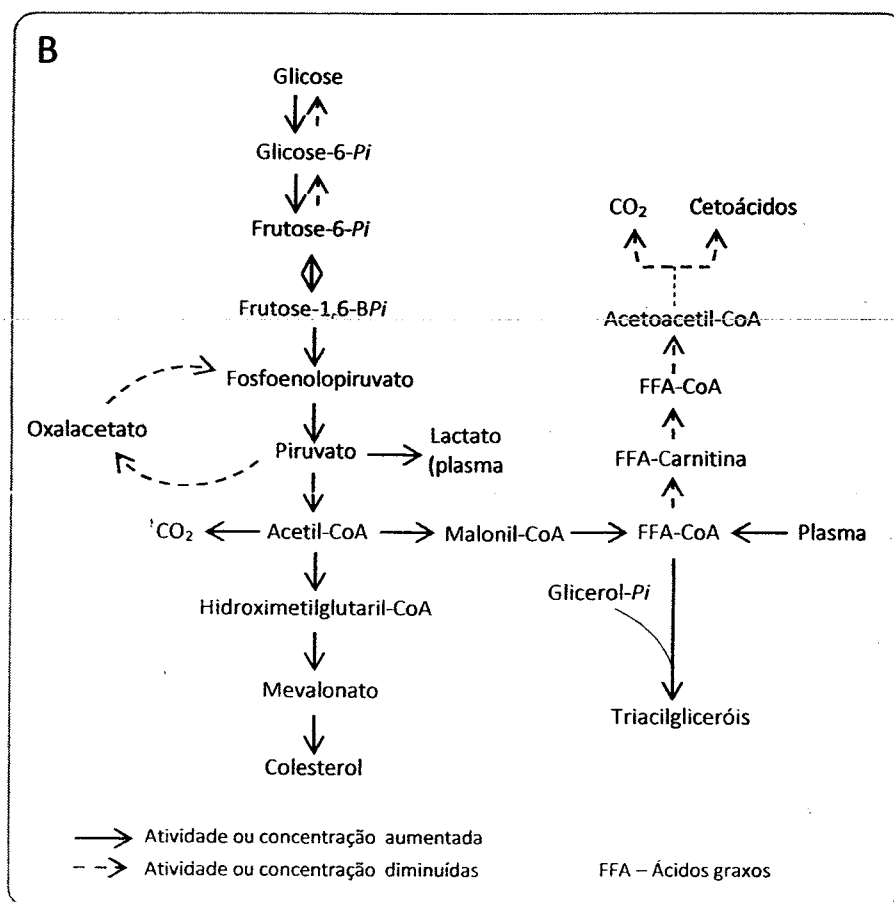 B
Glicose
Glicose-6-Pi
Frutose-6-Pi
Frutose-1,6-BPi
Fosfoenolpiruvato
Oxalacetato
Piruvato
Lactato
(plasma
CO₂
Acetil-CoA
Malonil-CoA
FFA-CoA
Plasma
Hidroximetilglutaril-CoA
Mevalonato
Colesterol
CO₂
Cetoácidos
Acetoacetil-CoA
FFA-CoA
FFA-Carnitina
Glicerol-Pi
Triacilgliceróis
Atividade ou concentração aumentada
Atividade ou concentração diminuídas
FFA – Ácidos graxos